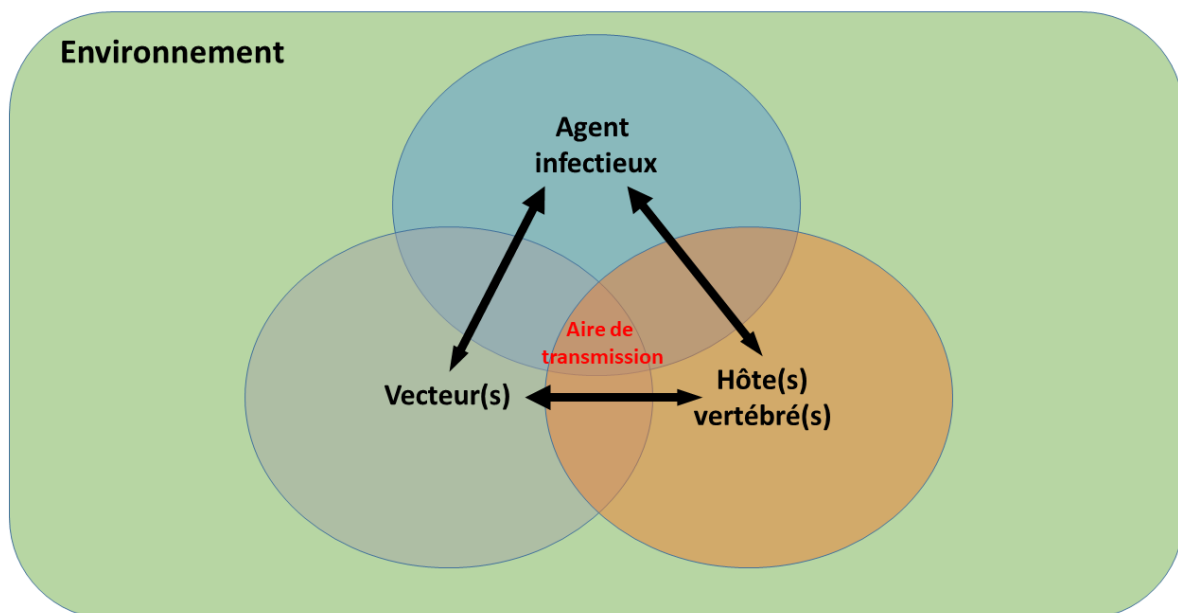 Environnement
Agent
infectieux
Aire de
transmission
Vecteur(s)
Hôte(s)
vertébré(s)